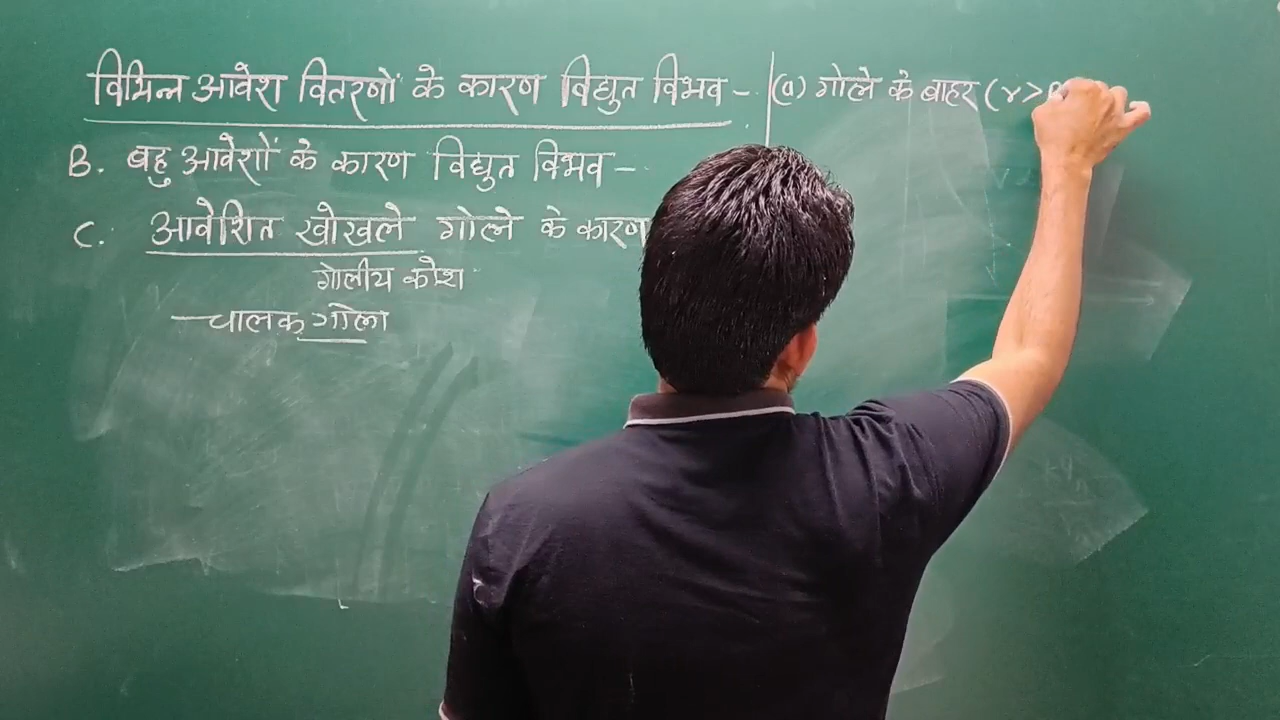 विभिन्न आवेश वितरणों के कारण विद्युत विभव -
B. बहु आवेशों के कारण विद्युत विभव -
C. आवेशित खोखले गोले के कारण
गोलीय कोश
चालक गोला
(a) गोले के बाहर (r>